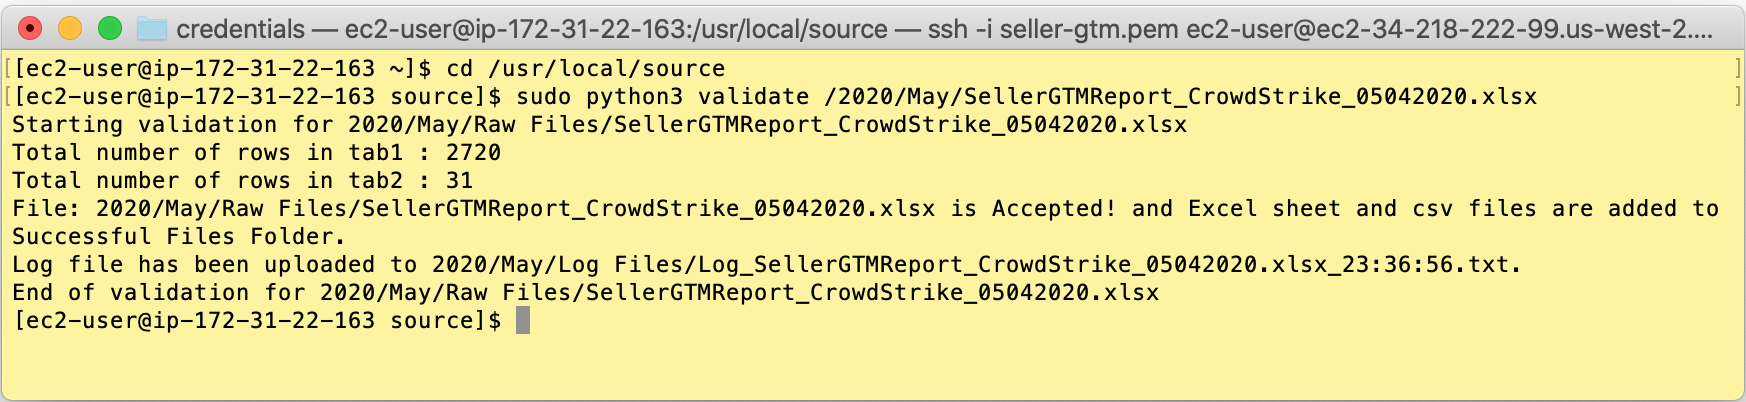 credentials — ec2-user@ip-172-31-22-163:/usr/local/source — ssh -i seller-gtm.pem ec2-user@ec2-34-218-222-99.us-west-2....
[[ec2-user@ip-172-31-22-163 ~]$ cd /usr/local/source ]
[[ec2-user@ip-172-31-22-163 source]$ sudo python3 validate /2020/May/SellerGTMReport_CrowdStrike_05042020.xlsx ]
Starting validation for 2020/May/Raw Files/SellerGTMReport_CrowdStrike_05042020.xlsx
Total number of rows in tab1 : 2720
Total number of rows in tab2 : 31
File: 2020/May/Raw Files/SellerGTMReport_CrowdStrike_05042020.xlsx is Accepted! and Excel sheet and csv files are added to
Successful Files Folder.
Log file has been uploaded to 2020/May/Log Files/Log_SellerGTMReport_CrowdStrike_05042020.xlsx_23:36:56.txt.
End of validation for 2020/May/Raw Files/SellerGTMReport_CrowdStrike_05042020.xlsx
[ec2-user@ip-172-31-22-163 source]$